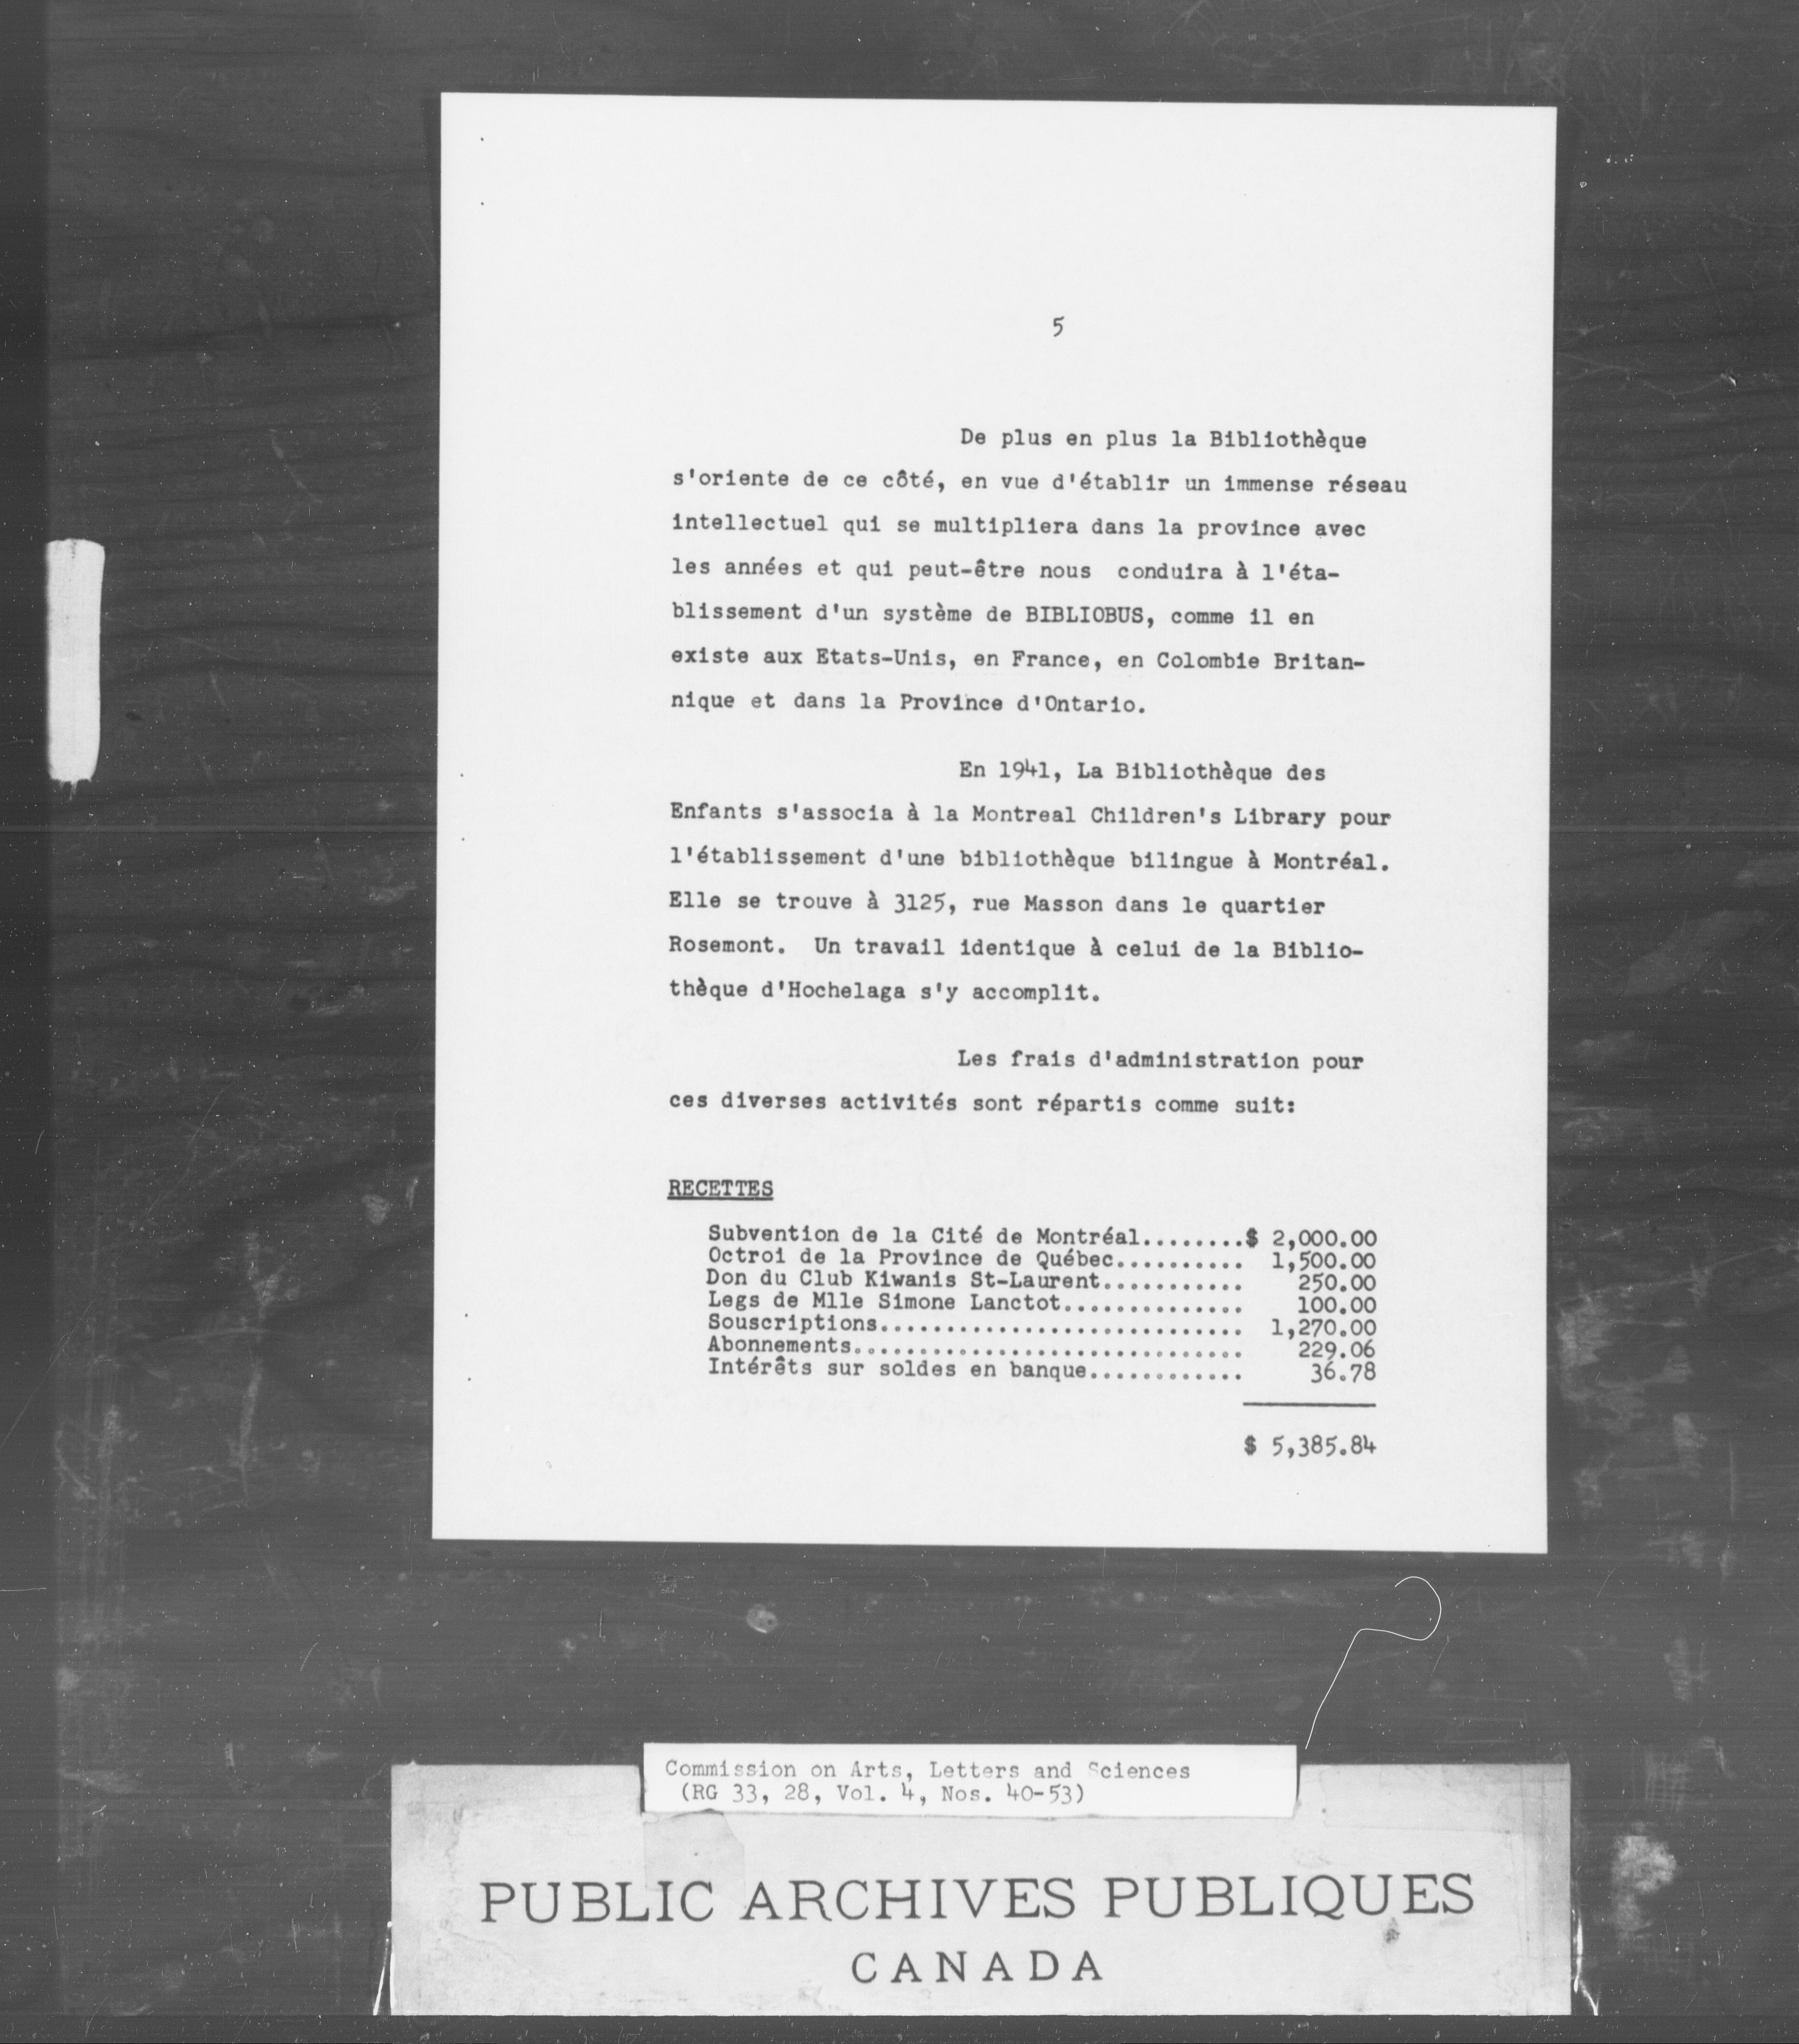 5
De plus en plus la Bibliothèque
s'oriente de ce côté, en vue d'établir un immense réseau
intellectuel qui se multipliera dans la province avec
les années et qui peut-être nous conduira à l'éta-
blissement d'un système de BIBLIOBUS, comme il en
existe aux Etats-Unis, en France, en Colombie Britan-
nique et dans la Province d'Ontario.
En 1941, La Bibliothèque des
Enfants s'associa à la Montreal Children's Library pour
l'établissement d'une bibliothèque bilingue à Montréal.
Elle se trouve à 3125, rue Masson dans le quartier
Rosemont. Un travail identique à celui de la Biblio-
thèque d'Hochelaga s'y accomplit.
Les frais d'administration pour
ces diverses activités sont répartis comme suit:
RECETTES
Subvention de la Cité de Montréal........$ 2,000.00
Octroi de la Province de Québec.......... 1,500.00
Don du Club Kiwanis St-Laurent........... 250.00
Legs de Mlle Simone Lanctot.............. 100.00
Souscriptions............................ 1,270.00
Abonnements.............................. 229.06
Intérêts sur soldes en banque............ 36.78
$ 5,385.84
Commission on Arts, Letters and Sciences
(RG 33, 28, Vol. 4, Nos. 40-53)
PUBLIC ARCHIVES PUBLIQUES
CANADA